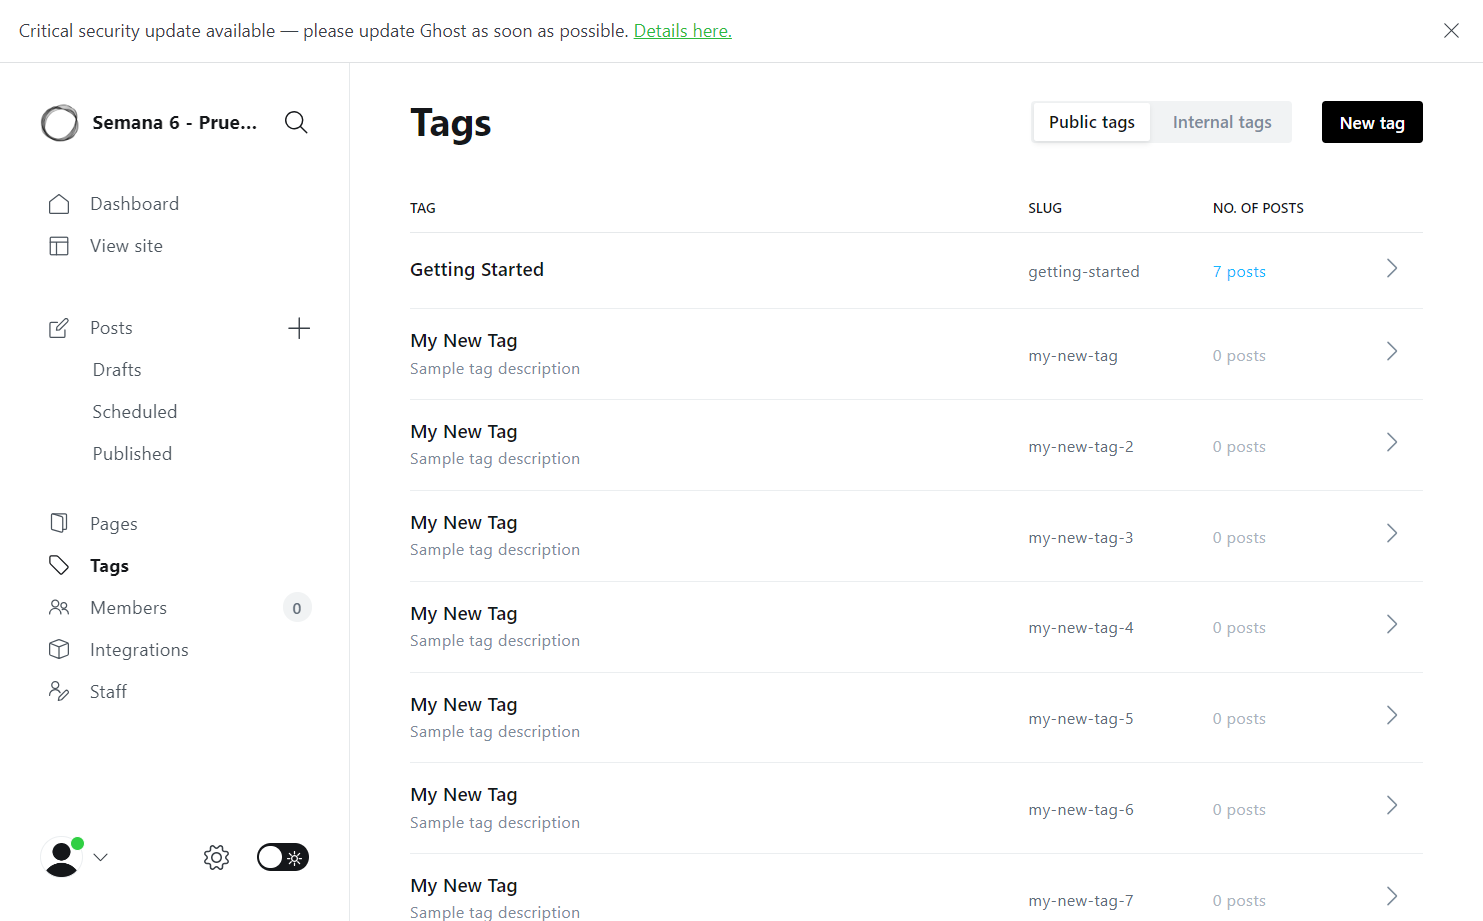 Critical security update available — please update Ghost as soon as possible. Details here.
Semana 6 - Prue...
Dashboard
View site
Posts
Drafts
Scheduled
Published
Pages
Tags
Members 0
Integrations
Staff
Tags
Public tags Internal tags New tag
TAG SLUG NO. OF POSTS
Getting Started getting-started 7 posts
My New Tag
Sample tag description my-new-tag 0 posts
My New Tag
Sample tag description my-new-tag-2 0 posts
My New Tag
Sample tag description my-new-tag-3 0 posts
My New Tag
Sample tag description my-new-tag-4 0 posts
My New Tag
Sample tag description my-new-tag-5 0 posts
My New Tag
Sample tag description my-new-tag-6 0 posts
My New Tag
Sample tag description my-new-tag-7 0 posts